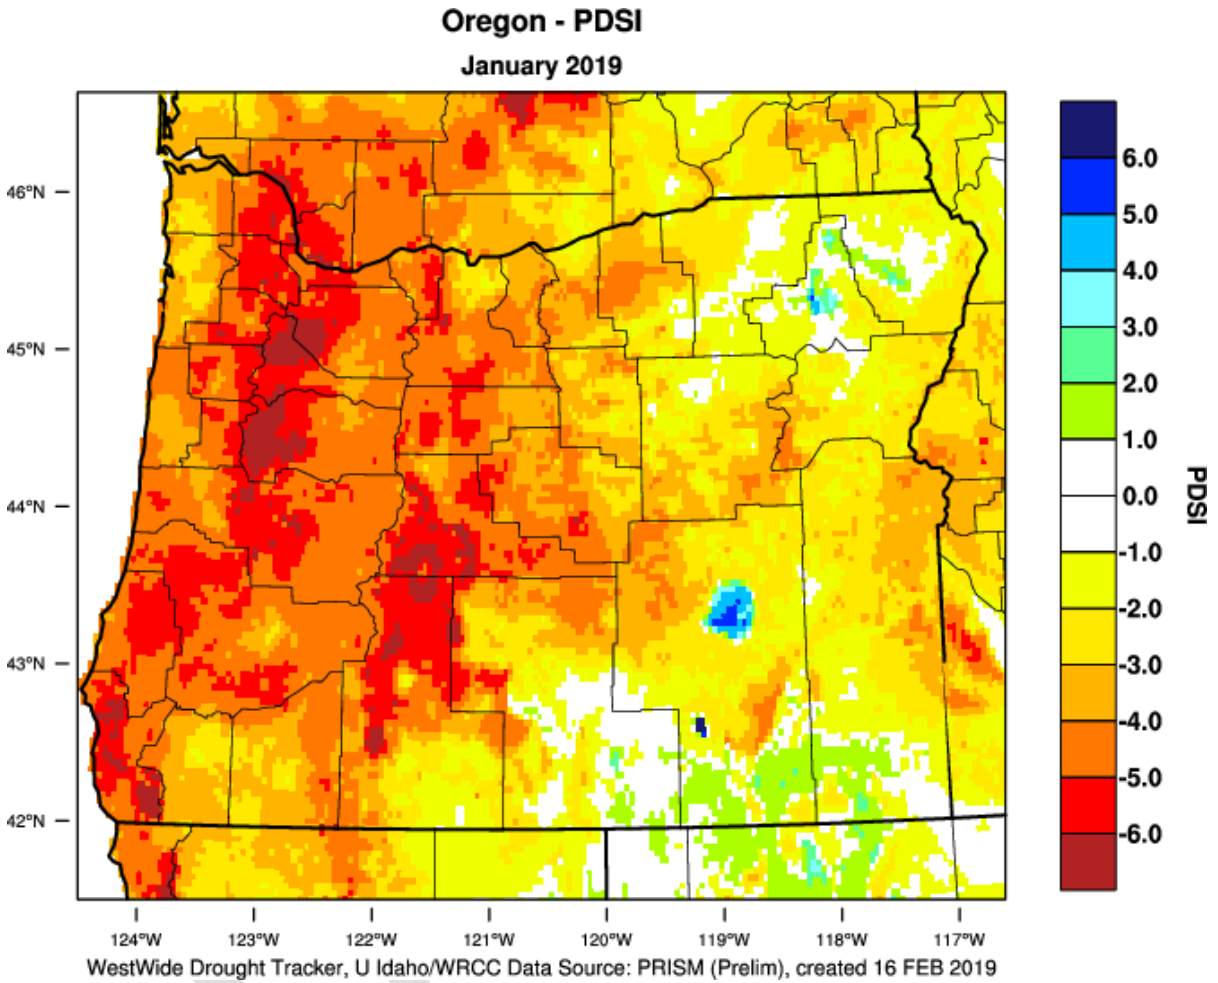 Oregon - PDSI
January 2019
46°N
45°N
44°N
43°N
42°N
124°W
123°W
122°W
121°W
120°W
119°W
118°W
117°W
6.0
5.0
4.0
3.0
2.0
1.0
0.0
-1.0
-2.0
-3.0
-4.0
-5.0
-6.0
PDSI
WestWide Drought Tracker, U Idaho/WRCC Data Source: PRISM (Prelim), created 16 FEB 2019